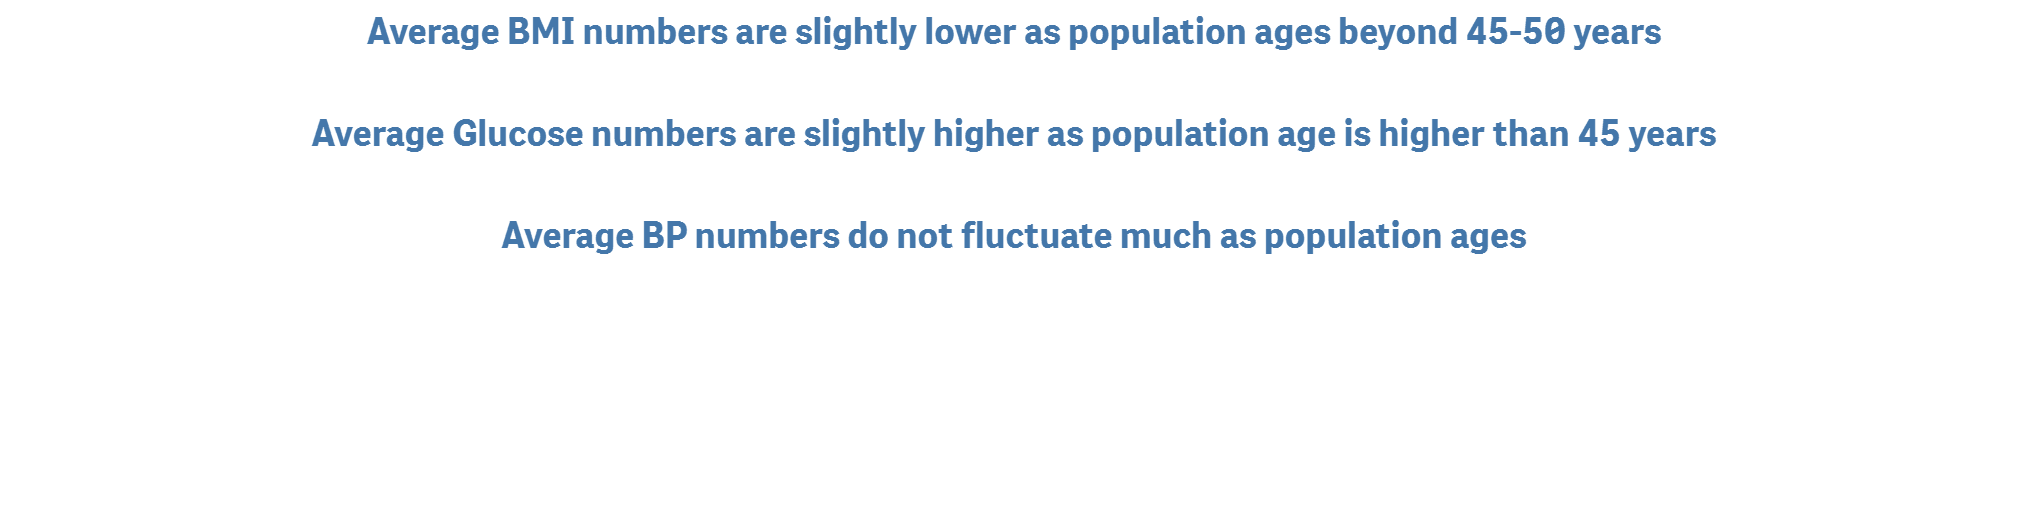 Average BMI numbers are slightly lower as population ages beyond 45-50 years
Average Glucose numbers are slightly higher as population age is higher than 45 years
Average BP numbers do not fluctuate much as population ages